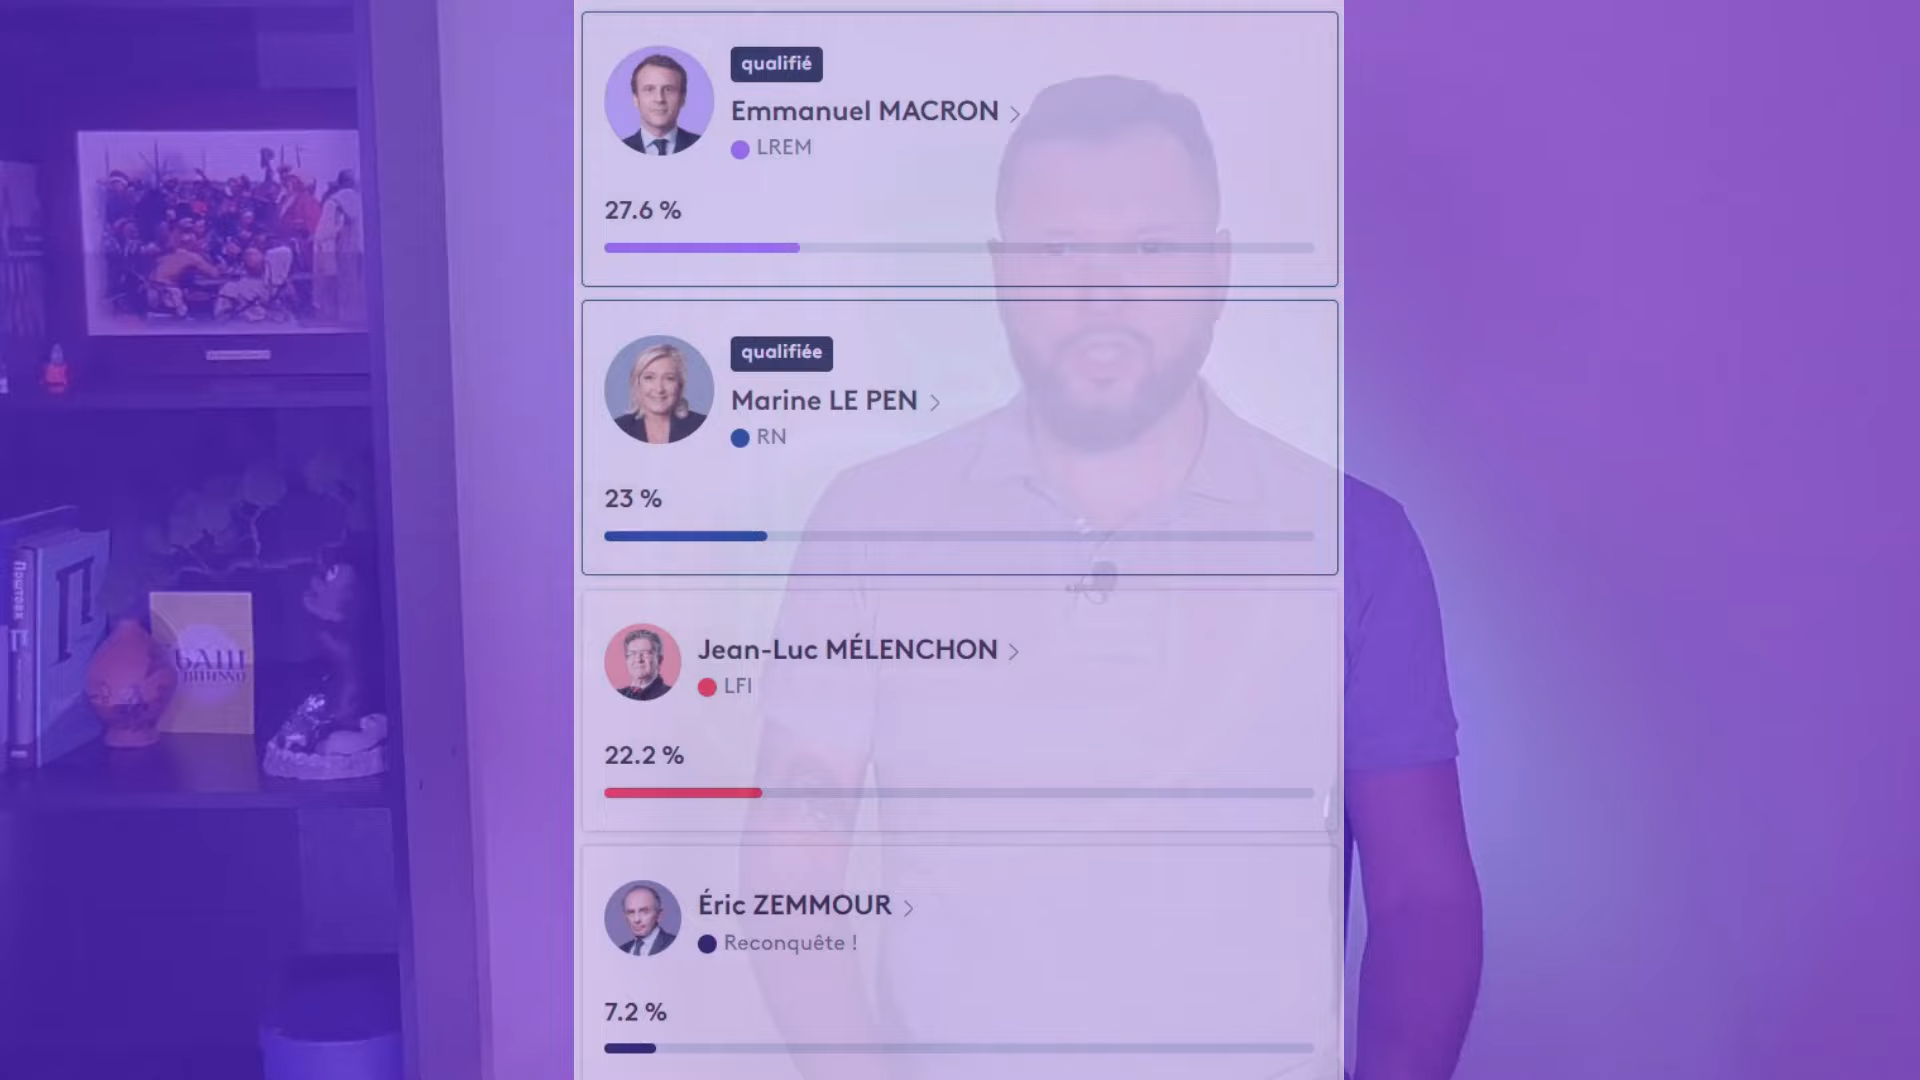 qualifié
Emmanuel MACRON
LREM
27.6 %
qualifiée
Marine LE PEN
RN
23 %
Jean-Luc MÉLENCHON
LFI
22.2 %
Éric ZEMMOUR
Reconquête !
7.2 %